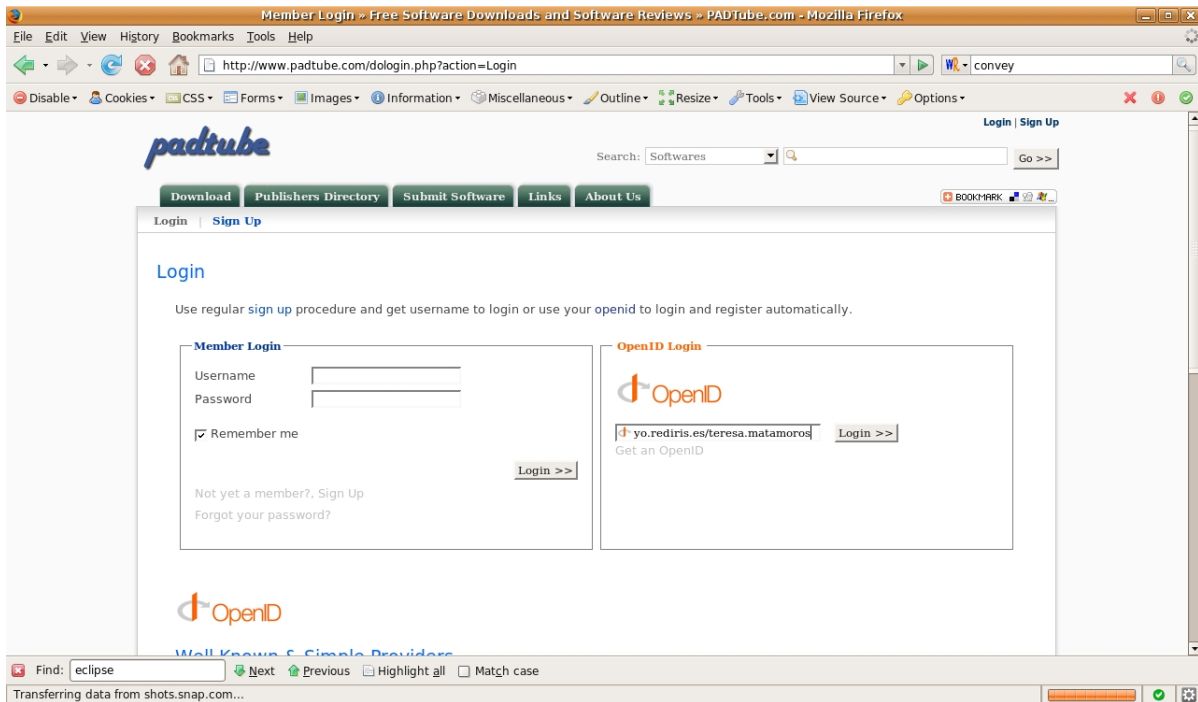 Member Login » Free Software Downloads and Software Reviews » PADTube.com - Mozilla Firefox
File Edit View History Bookmarks Tools Help
http://www.padtube.com/dologin.php?action=Login
convey
Disable Cookies CSS Forms Images Information Miscellaneous Outline Resize Tools View Source Options
Login | Sign Up
padtube
Search: Softwares Go >>
Download Publishers Directory Submit Software Links About Us
BOOKMARK
Login | Sign Up
Login
Use regular sign up procedure and get username to login or use your openid to login and register automatically.
Member Login
Username
Password
Remember me
Login >>
Not yet a member?, Sign Up
Forgot your password?
OpenID Login
OpenID
yo.rediris.es/teresa.matamoros Login >>
Get an OpenID
OpenID
Well Known & Simple Providers
Find: eclipse Next Previous Highlight all Match case
Transferring data from shots.snap.com...